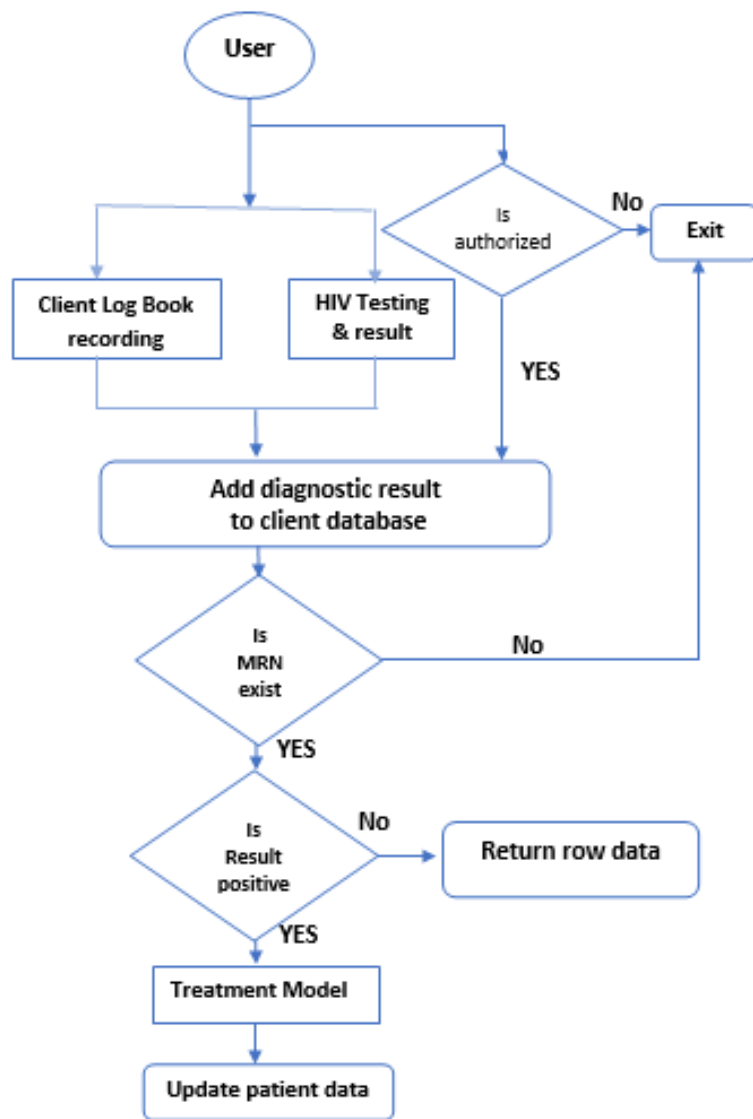 User
Is
authorized
No
Exit
Client Log Book
recording
HIV Testing
& result
YES
Add diagnostic result
to client database
Is
MRN
exist
No
YES
Is
Result
positive
No
Return row data
YES
Treatment Model
Update patient data